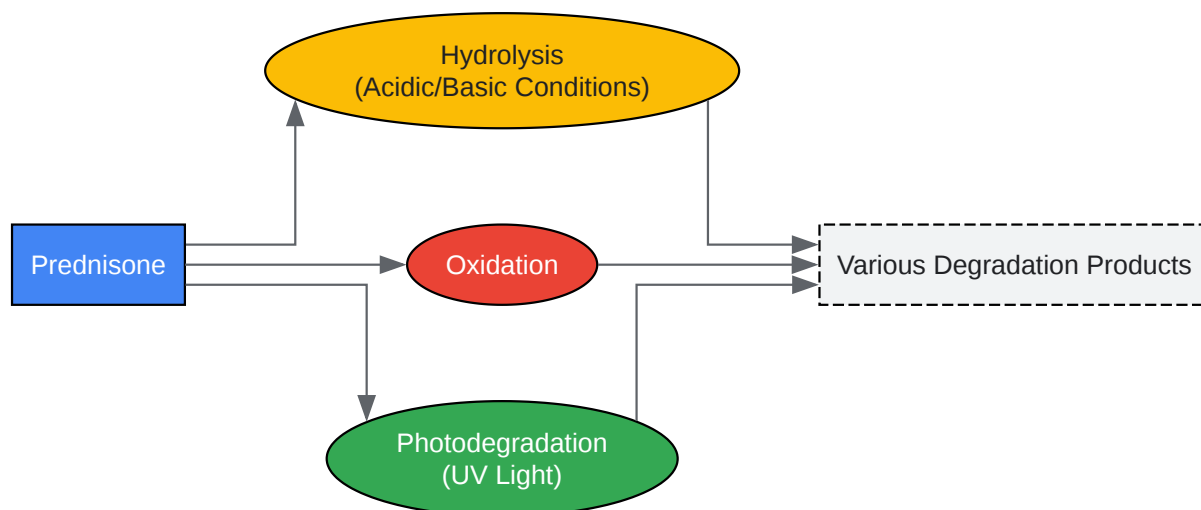 Hydrolysis
(Acidic/Basic Conditions)
Prednisone
Oxidation
Various Degradation Products
Photodegradation
(UV Light)